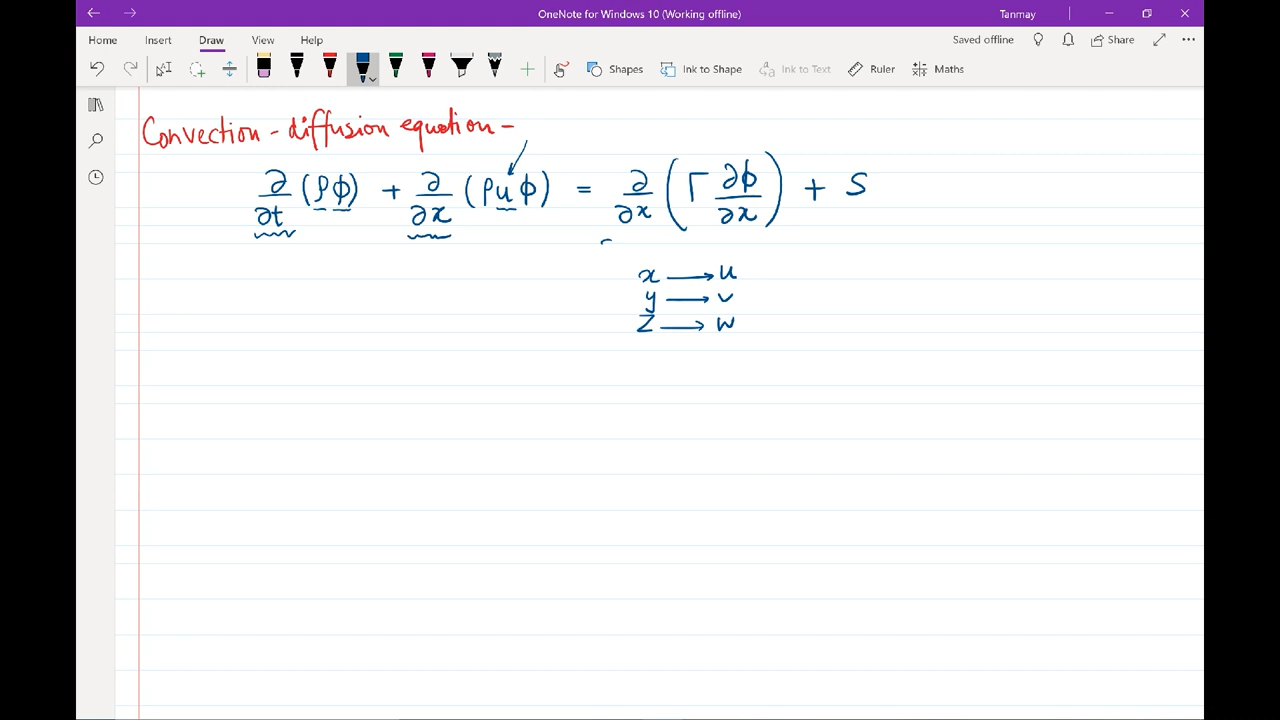 OneNote for Windows 10 (Working offline)
Tanmay
Home Insert Draw View Help
Saved offline
Share
Shapes Ink to Shape Ink to Text Ruler Maths
Convection - diffusion equation -
∂/∂t (ρϕ) + ∂/∂x (ρuϕ) = ∂/∂x (Γ ∂ϕ/∂x) + S
x → u
y → v
z → w